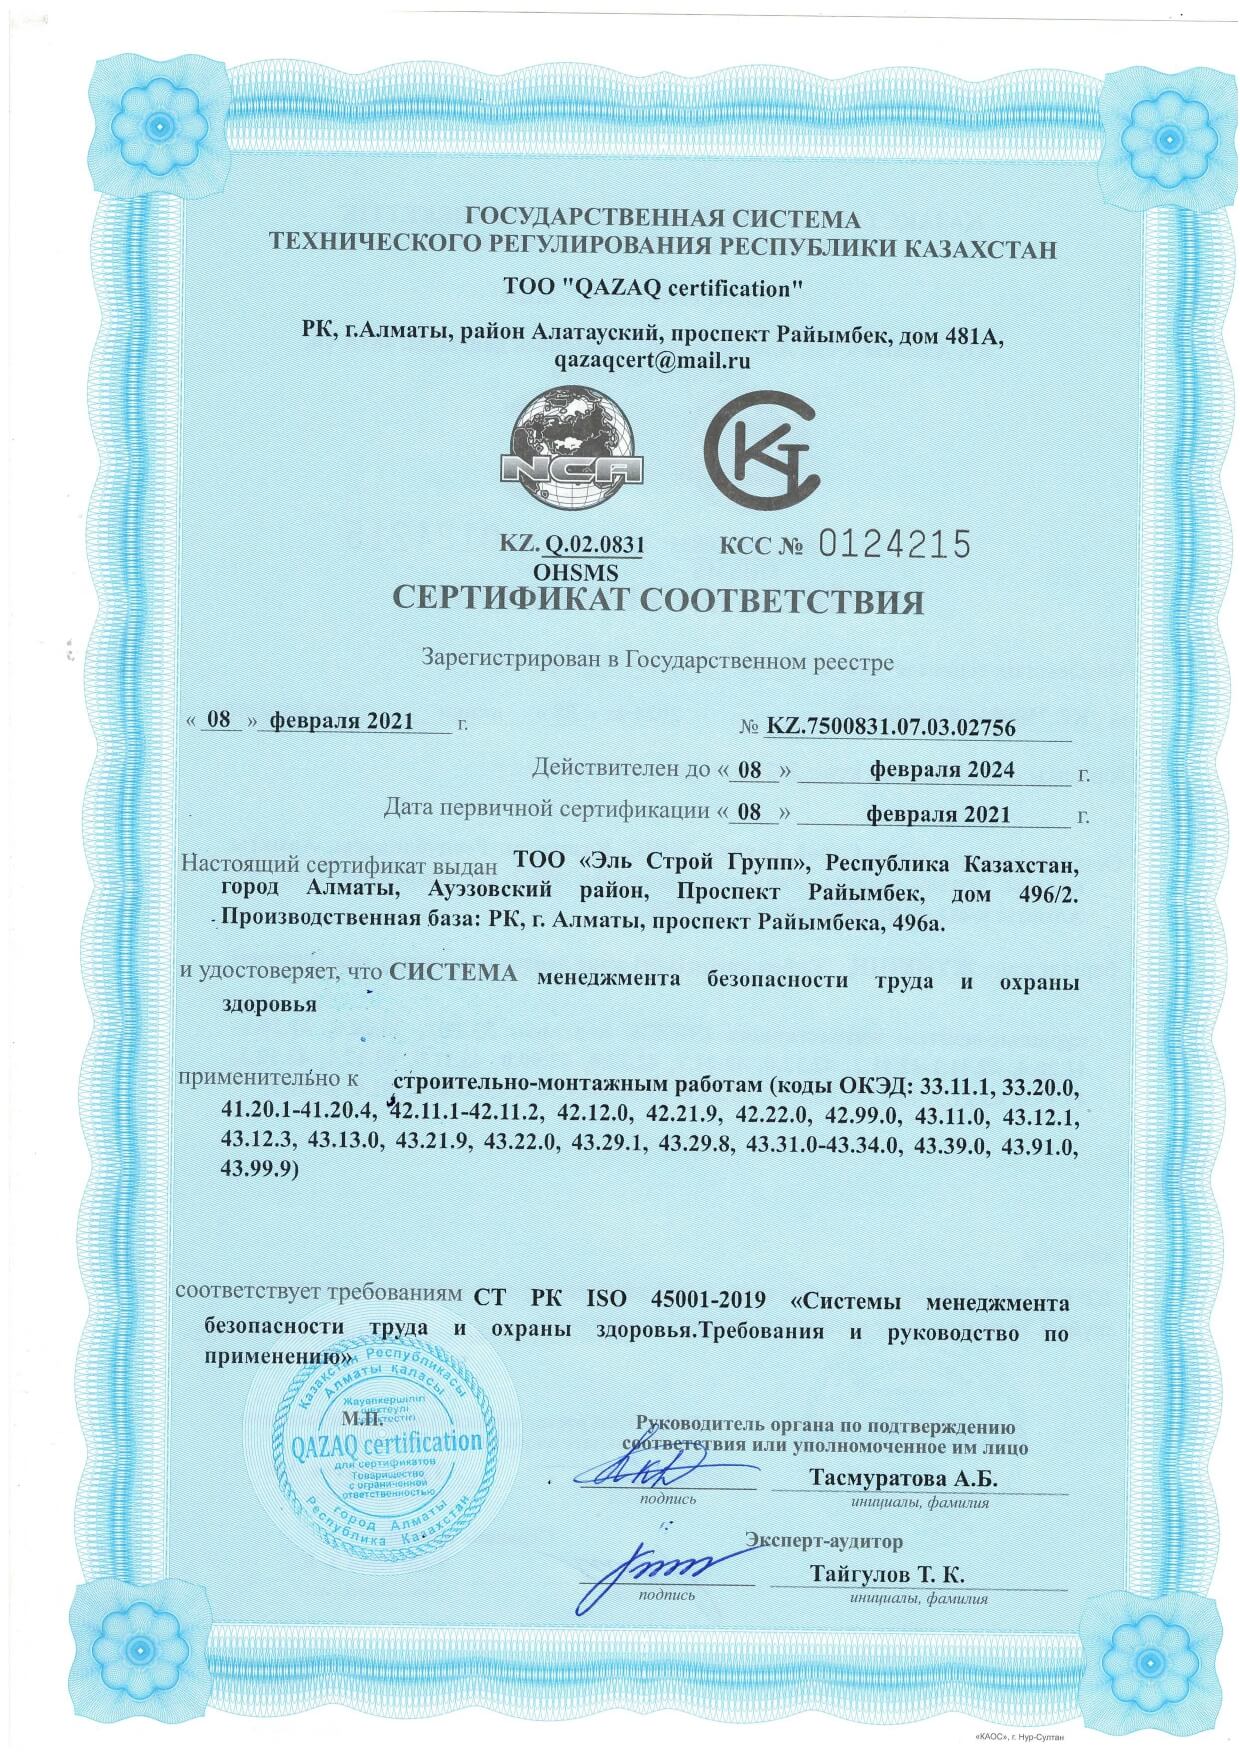 ГОСУДАРСТВЕННАЯ СИСТЕМА
ТЕХНИЧЕСКОГО РЕГУЛИРОВАНИЯ РЕСПУБЛИКИ КАЗАХСТАН
ТОО "QAZAQ certification"
РК, г.Алматы, район Алатауский, проспект Райымбек, дом 481А,
qazaqcert@mail.ru
NCA
КТ
KZ. Q.02.0831
OHSMS
КСС № 0124215
СЕРТИФИКАТ СООТВЕТСТВИЯ
Зарегистрирован в Государственном реестре
« 08 » февраля 2021 г. № KZ.7500831.07.03.02756
Действителен до « 08 » февраля 2024 г.
Дата первичной сертификации « 08 » февраля 2021 г.
Настоящий сертификат выдан ТОО «Эль Строй Групп», Республика Казахстан,
город Алматы, Ауэзовский район, Проспект Райымбек, дом 496/2.
Производственная база: РК, г. Алматы, проспект Райымбека, 496а.
и удостоверяет, что СИСТЕМА менеджмента безопасности труда и охраны
здоровья
применительно к строительно-монтажным работам (коды ОКЭД: 33.11.1, 33.20.0,
41.20.1-41.20.4, 42.11.1-42.11.2, 42.12.0, 42.21.9, 42.22.0, 42.99.0, 43.11.0, 43.12.1,
43.12.3, 43.13.0, 43.21.9, 43.22.0, 43.29.1, 43.29.8, 43.31.0-43.34.0, 43.39.0, 43.91.0,
43.99.9)
соответствует требованиям СТ РК ISO 45001-2019 «Системы менеджмента
безопасности труда и охраны здоровья.Требования и руководство по
применению»
Казақстан Республикасы
Алматы қаласы
Жауапкершілігі
шектеулі
серіктестігі
М.П.
QAZAQ certification
для сертификатов
Товарищество
с ограниченной
ответственностью
город Алматы
Республика Казахстан
Руководитель органа по подтверждению
соответствия или уполномоченное им лицо
Тасмуратова А.Б.
подпись инициалы, фамилия
Эксперт-аудитор
Тайгулов Т. К.
подпись инициалы, фамилия
«КАОС», г. Нур-Султан